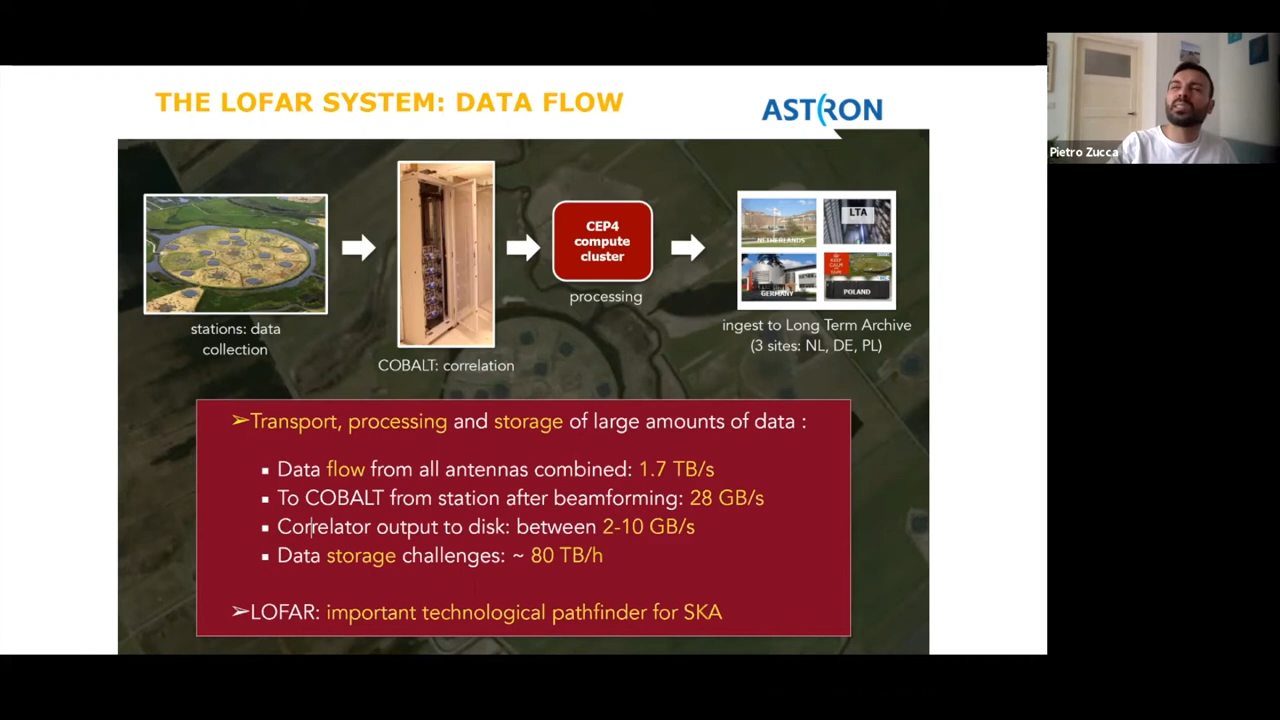 THE LOFAR SYSTEM: DATA FLOW
ASTRON
Pietro Zucca
stations: data
collection
COBALT: correlation
CEP4
compute
cluster
processing
NETHERLANDS
LTA
GERMANY
KEEP
CALM
POLAND
ingest to Long Term Archive
(3 sites: NL, DE, PL)
➢Transport, processing and storage of large amounts of data :
▪ Data flow from all antennas combined: 1.7 TB/s
▪ To COBALT from station after beamforming: 28 GB/s
▪ Correlator output to disk: between 2-10 GB/s
▪ Data storage challenges: ~ 80 TB/h
➢LOFAR: important technological pathfinder for SKA